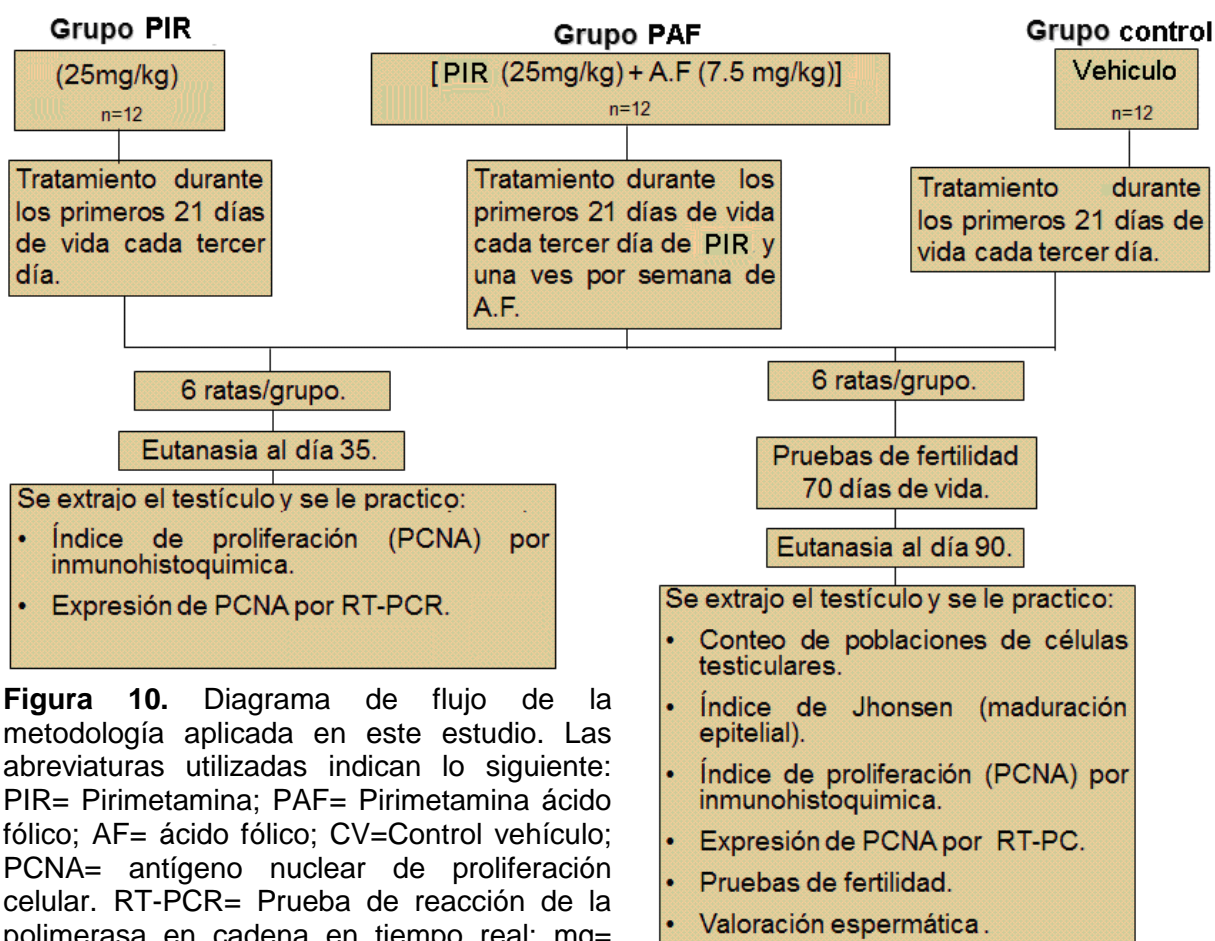 Grupo PIR
(25mg/kg)
n=12
Grupo PAF
[PIR (25mg/kg) + A.F (7.5 mg/kg)]
n=12
Grupo control
Vehiculo
n=12
Tratamiento durante
los primeros 21 días
de vida cada tercer
día.
Tratamiento durante los
primeros 21 días de vida
cada tercer día de PIR y
una ves por semana de
A.F.
Tratamiento durante
los primeros 21 días de
vida cada tercer día.
6 ratas/grupo.
Eutanasia al día 35.
Se extrajo el testículo y se le practico:
• Índice de proliferación (PCNA) por
inmunohistoquimica.
• Expresión de PCNA por RT-PCR.
6 ratas/grupo.
Pruebas de fertilidad
70 días de vida.
Eutanasia al día 90.
Se extrajo el testículo y se le practico:
• Conteo de poblaciones de células
testiculares.
• Índice de Jhonsen (maduración
epitelial).
• Índice de proliferación (PCNA) por
inmunohistoquimica.
• Expresión de PCNA por RT-PC.
• Pruebas de fertilidad.
• Valoración espermática .
Figura 10. Diagrama de flujo de la
metodología aplicada en este estudio. Las
abreviaturas utilizadas indican lo siguiente:
PIR= Pirimetamina; PAF= Pirimetamina ácido
fólico; AF= ácido fólico; CV=Control vehículo;
PCNA= antígeno nuclear de proliferación
celular. RT-PCR= Prueba de reacción de la
polimerasa en cadena en tiempo real; mg=